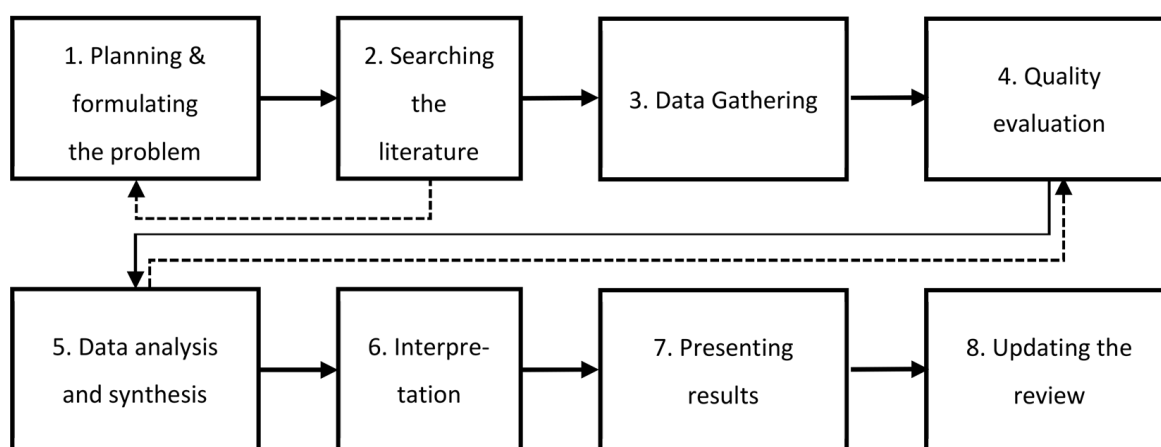 1. Planning &
formulating
the problem
2. Searching
the
literature
3. Data Gathering
4. Quality
evaluation
5. Data analysis
and synthesis
6. Interpre-
tation
7. Presenting
results
8. Updating the
review